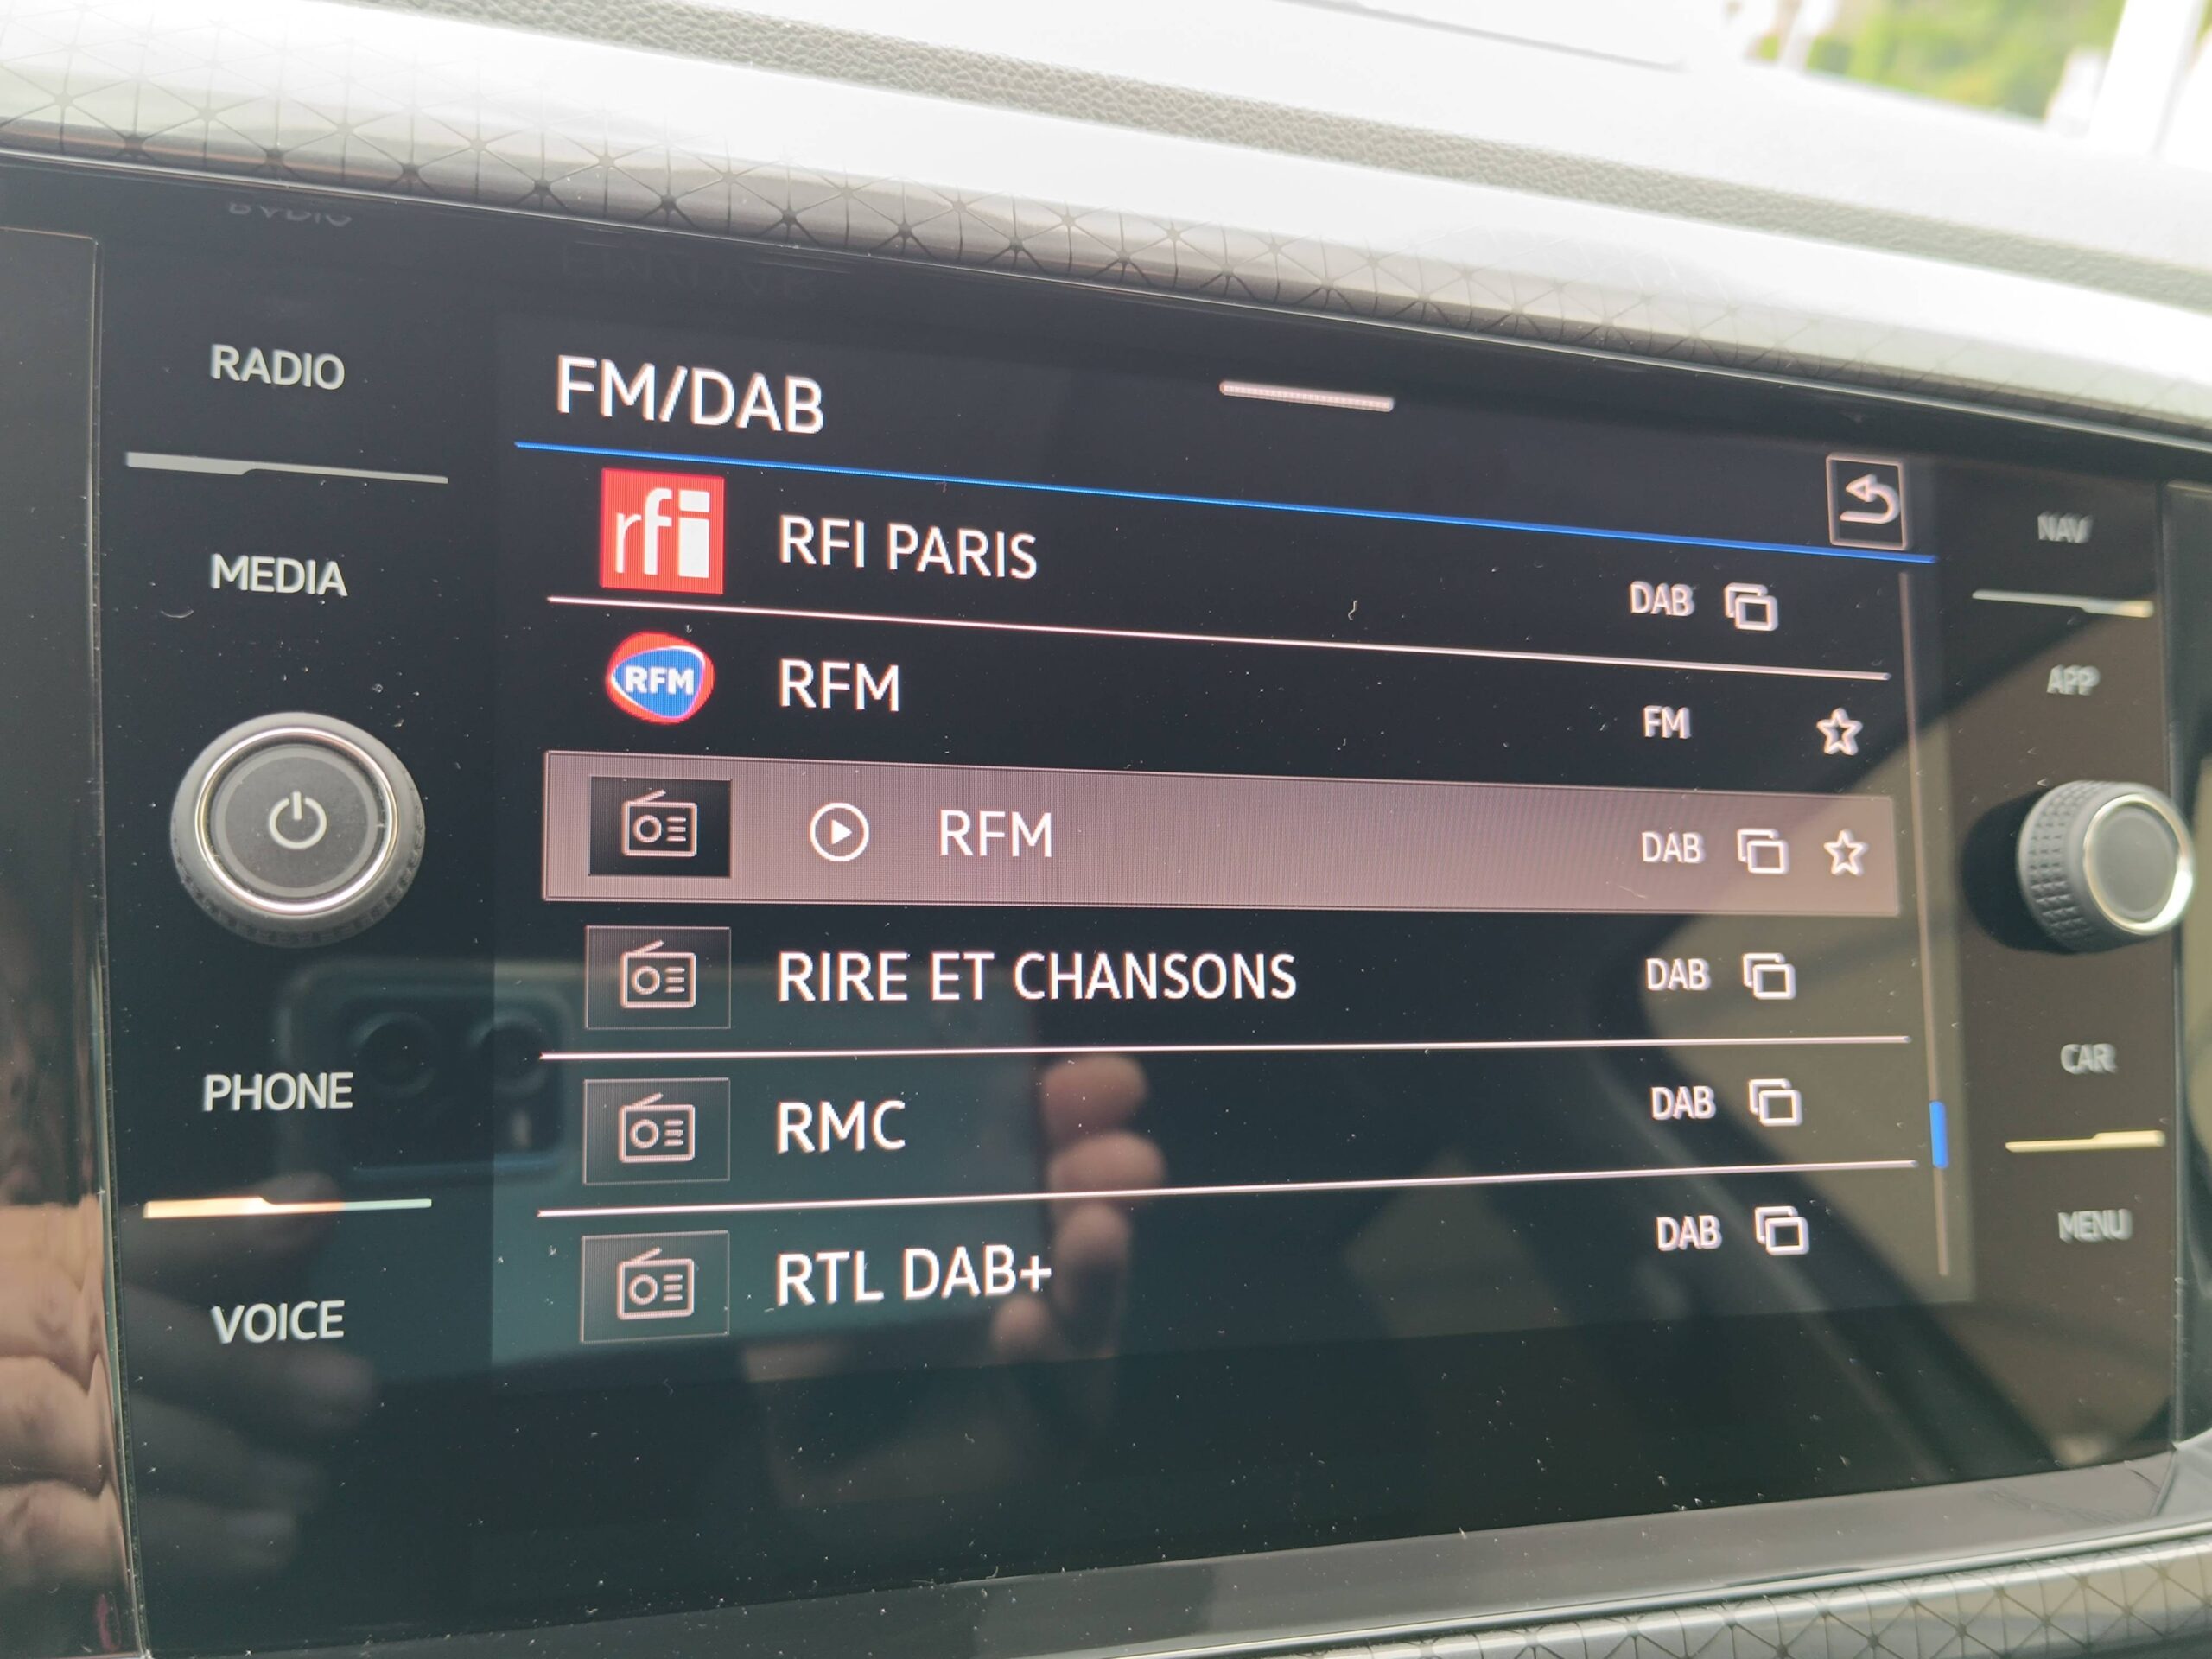 RADIO
MEDIA
PHONE
VOICE
FM/DAB
rfi RFI PARIS DAB
RFM RFM FM
RFM DAB
RIRE ET CHANSONS DAB
RMC DAB
RTL DAB+ DAB
NAV
APP
CAR
MENU